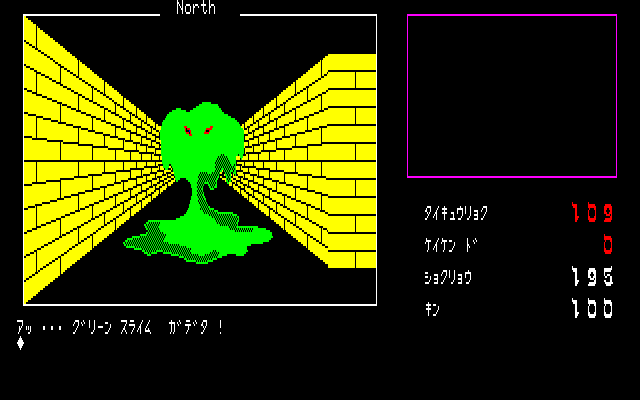 North
タイキュウリョク 109
ケイケン ド 0
ショクリョウ 195
キン 100
アッ ・・・ グリーン スライム ガデタ !